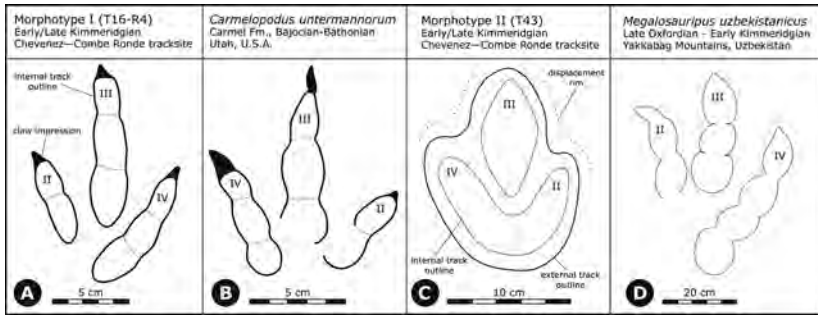 Morphotype I (T16-R4)
Early/Late Kimmeridgian
Chevenez—Combe Ronde tracksite
internal track
outline
III
claw impression
II
IV
A
5 cm
Carmelopodus untermannorum
Carmel Fm., Bajocian-Bathonian
Utah, U.S.A.
III
IV
II
B
5 cm
Morphotype II (T43)
Early/Late Kimmeridgian
Chevenez—Combe Ronde tracksite
displacement
rim
III
IV
II
internal track
outline
external track
outline
C
10 cm
Megalosauripus uzbekistanicus
Late Oxfordian - Early Kimmeridgian
Yakkabag Mountains, Uzbekistan
III
II
IV
D
20 cm